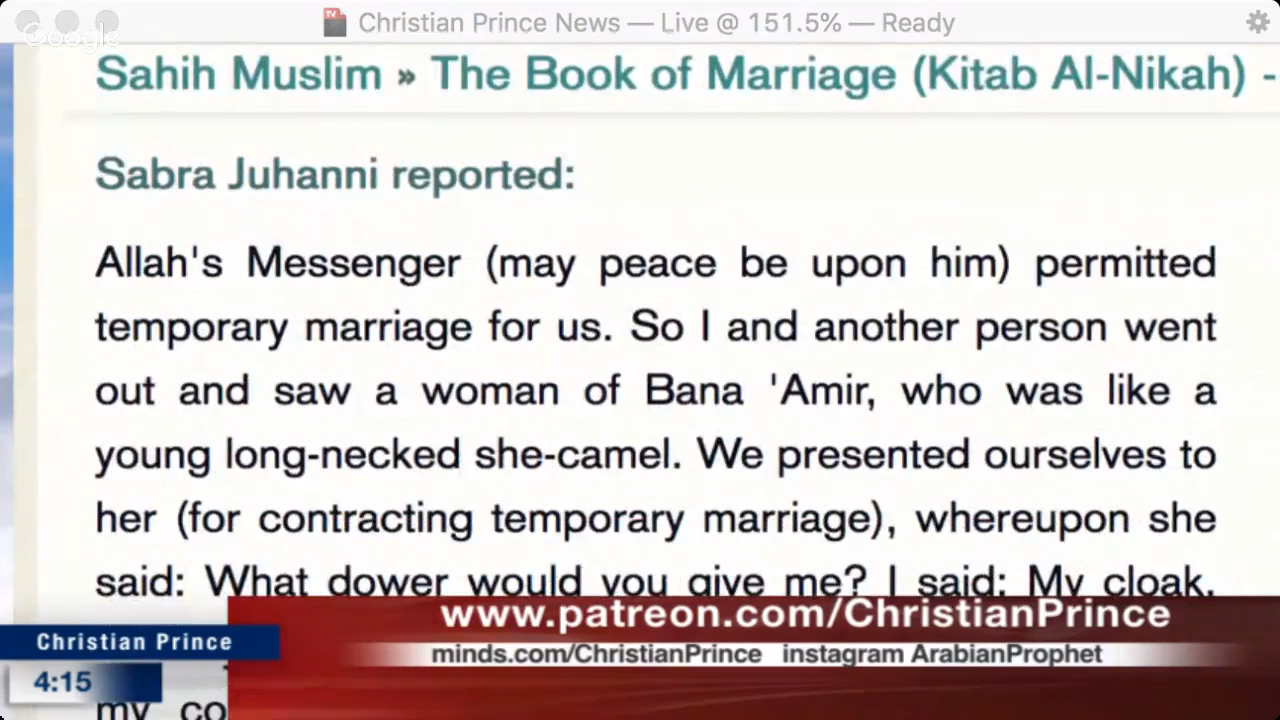 Christian Prince News — Live @ 151.5% — Ready
Google
Sahih Muslim » The Book of Marriage (Kitab Al-Nikah) -
Sabra Juhanni reported:
Allah's Messenger (may peace be upon him) permitted
temporary marriage for us. So I and another person went
out and saw a woman of Bana 'Amir, who was like a
young long-necked she-camel. We presented ourselves to
her (for contracting temporary marriage), whereupon she
said: What dower would you give me? I said: My cloak.
www.patreon.com/ChristianPrince
Christian Prince
minds.com/ChristianPrince instagram ArabianProphet
4:15
my co